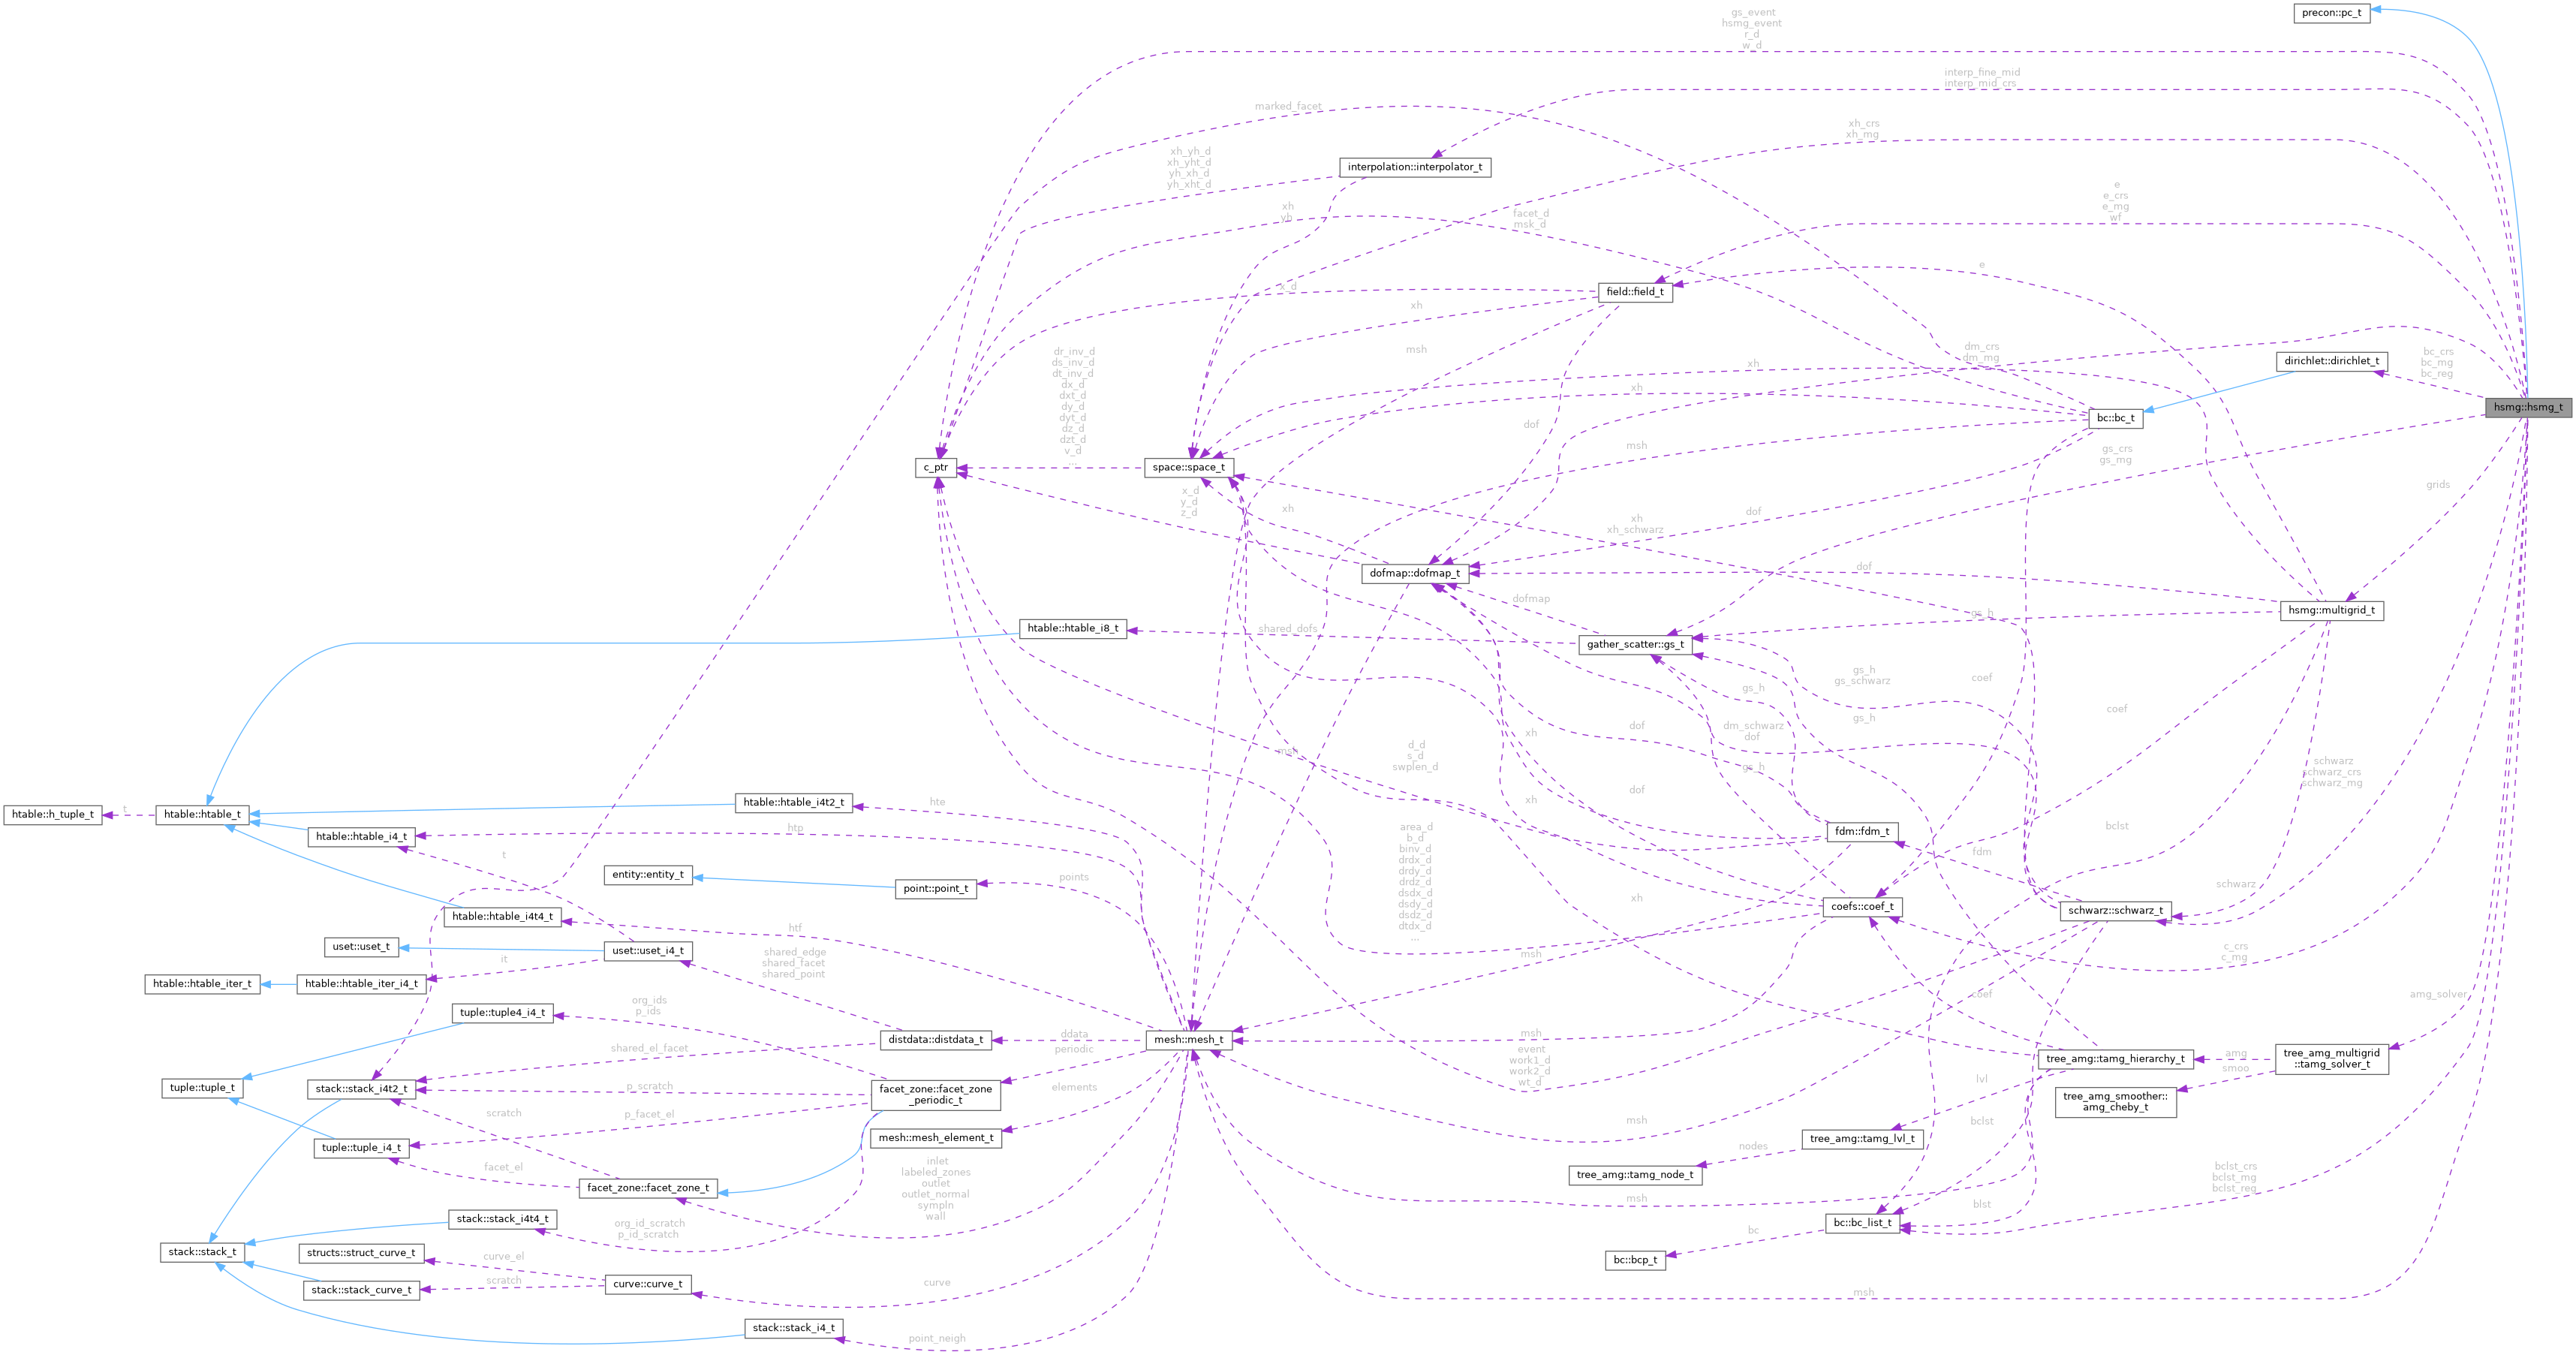 gs_event
hsmg_event
r_d
w_d
precon::pc_t
interp_fine_mid
interp_mid_crs
marked_facet
xh_crs
xh_mg
xh_yh_d
xh_yht_d
yh_xh_d
yh_xht_d
interpolation::interpolator_t
e
e_crs
e_mg
wf
xh
yh
facet_d
msk_d
e
x_d
field::field_t
xh
msh
dr_inv_d
ds_inv_d
dt_inv_d
dx_d
dxt_d
dy_d
dyt_d
dz_d
dzt_d
v_d
...
dm_crs
dm_mg
xh
xh
dirichlet::dirichlet_t
bc_crs
bc_mg
bc_reg
hsmg::hsmg_t
bc::bc_t
dof
msh
gs_crs
gs_mg
c_ptr
space::space_t
grids
x_d
y_d
z_d
xh
xh
xh_schwarz
dof
dofmap::dofmap_t
dof
dofmap
gs_h
hsmg::multigrid_t
htable::htable_i8_t
shared_dofs
gather_scatter::gs_t
gs_h
gs_h
gs_schwarz
coef
coef
gs_h
dof
dm_schwarz
dof
xh
msh
d_d
s_d
swplen_d
gs_h
schwarz
schwarz_crs
schwarz_mg
dof
xh
htable::h_tuple_t
t
htable::htable_t
htable::htable_i4t2_t
hte
htable::htable_i4_t
htp
area_d
b_d
binv_d
drdx_d
drdy_d
drdz_d
dsdx_d
dsdy_d
dsdz_d
dtdx_d
...
fdm::fdm_t
bclst
fdm
t
entity::entity_t
point::point_t
points
schwarz
xh
coefs::coef_t
schwarz::schwarz_t
htable::htable_i4t4_t
htf
uset::uset_t
uset::uset_i4_t
shared_edge
shared_facet
shared_point
it
msh
c_crs
c_mg
htable::htable_iter_t
htable::htable_iter_i4_t
coef
amg_solver
org_ids
p_ids
tuple::tuple4_i4_t
distdata::distdata_t
ddata
mesh::mesh_t
msh
shared_el_facet
periodic
event
work1_d
work2_d
wt_d
tree_amg::tamg_hierarchy_t
amg
smoo
tree_amg_multigrid
::tamg_solver_t
tuple::tuple_t
stack::stack_i4t2_t
p_scratch
facet_zone::facet_zone
_periodic_t
elements
lvl
tree_amg_smoother::
amg_cheby_t
scratch
p_facet_el
msh
bclst
tuple::tuple_i4_t
mesh::mesh_element_t
tree_amg::tamg_lvl_t
nodes
facet_el
inlet
labeled_zones
outlet
outlet_normal
sympln
wall
tree_amg::tamg_node_t
bclst_crs
bclst_mg
bclst_reg
facet_zone::facet_zone_t
msh
blst
stack::stack_i4t4_t
org_id_scratch
p_id_scratch
bc::bc_list_t
bc
stack::stack_t
structs::struct_curve_t
curve_el
bc::bcp_t
stack::stack_curve_t
scratch
curve::curve_t
curve
msh
stack::stack_i4_t
point_neigh